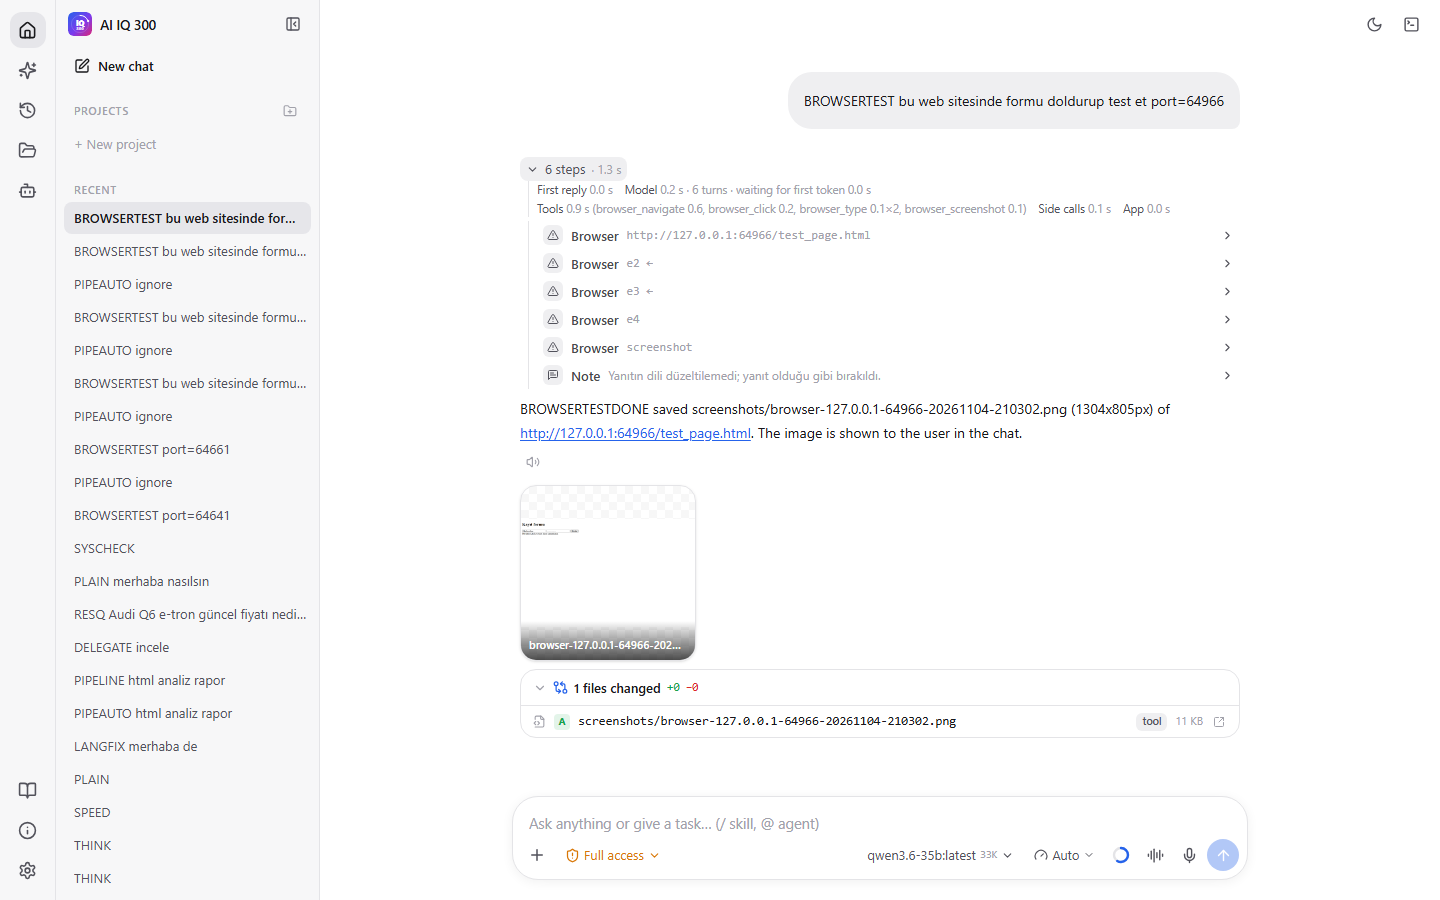 AI IQ 300
New chat
PROJECTS
+ New project
RECENT
BROWSERTEST bu web sitesinde for...
BROWSERTEST bu web sitesinde formu...
PIPEAUTO ignore
BROWSERTEST bu web sitesinde formu...
PIPEAUTO ignore
BROWSERTEST bu web sitesinde formu...
PIPEAUTO ignore
BROWSERTEST port=64661
PIPEAUTO ignore
BROWSERTEST port=64641
SYSCHECK
PLAIN merhaba nasılsın
RESQ Audi Q6 e-tron güncel fiyatı nedi...
DELEGATE incele
PIPELINE html analiz rapor
PIPEAUTO html analiz rapor
LANGFIX merhaba de
PLAIN
SPEED
THINK
THINK
BROWSERTEST bu web sitesinde formu doldurup test et port=64966
6 steps · 1.3 s
First reply 0.0 s Model 0.2 s · 6 turns · waiting for first token 0.0 s
Tools 0.9 s (browser_navigate 0.6, browser_click 0.2, browser_type 0.1×2, browser_screenshot 0.1) Side calls 0.1 s App 0.0 s
Browser http://127.0.0.1:64966/test_page.html
Browser e2 ←
Browser e3 ←
Browser e4
Browser screenshot
Note Yanıtın dili düzeltilemedi; yanıt olduğu gibi bırakıldı.
BROWSERTESTDONE saved screenshots/browser-127.0.0.1-64966-20261104-210302.png (1304x805px) of
http://127.0.0.1:64966/test_page.html. The image is shown to the user in the chat.
browser-127.0.0.1-64966-202...
1 files changed +0 −0
A screenshots/browser-127.0.0.1-64966-20261104-210302.png tool 11 KB
Ask anything or give a task... (/ skill, @ agent)
Full access
qwen3.6-35b:latest 33K Auto